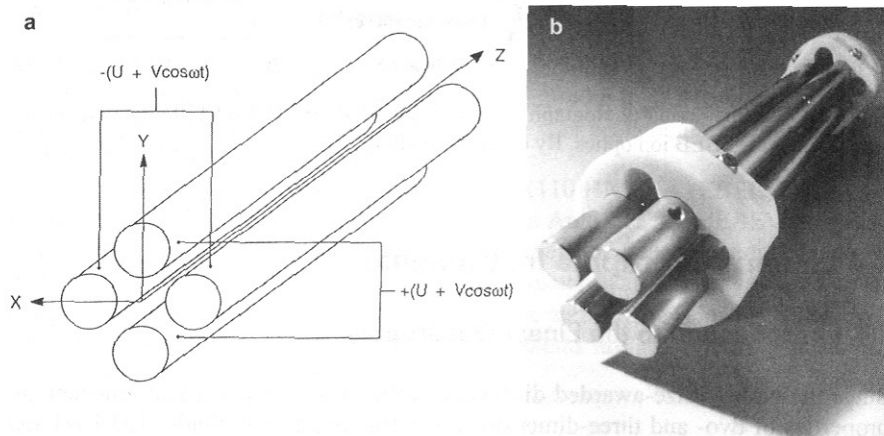 a
-(U + Vcosωt)
Y
Z
X
+(U + Vcosωt)
b